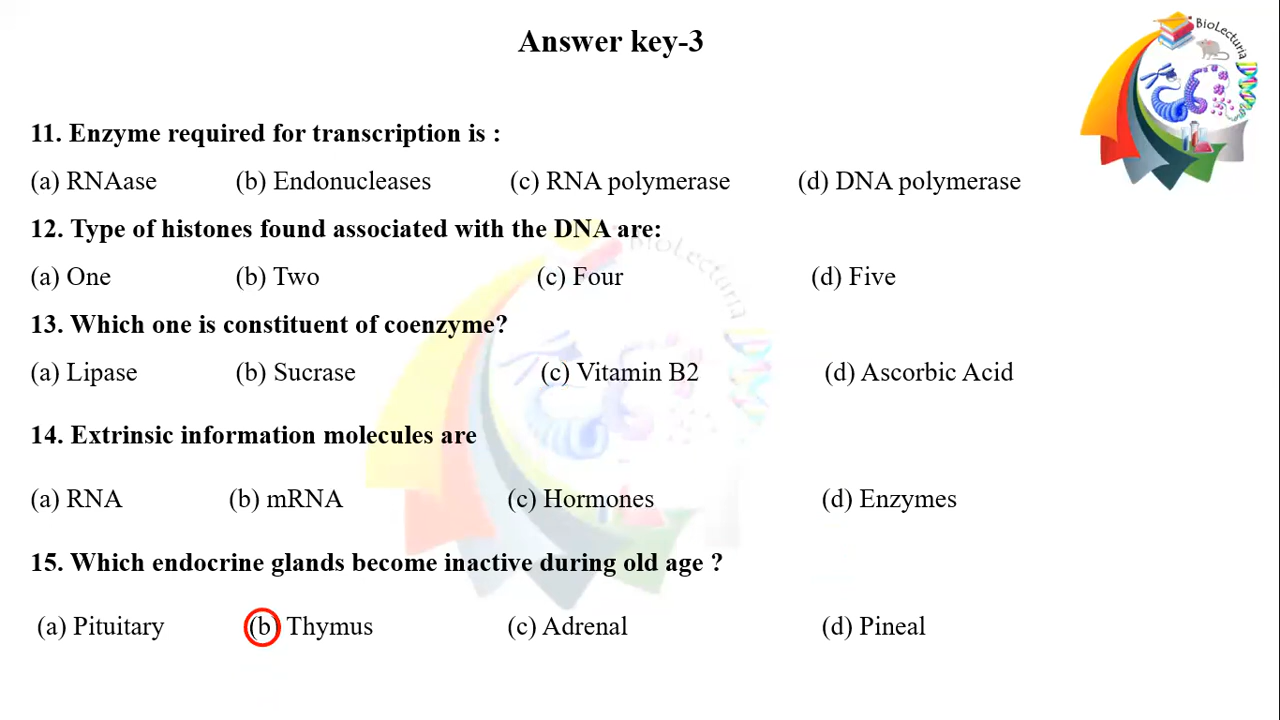 Answer key-3
BioLecturia
11. Enzyme required for transcription is :
(a) RNAase (b) Endonucleases (c) RNA polymerase (d) DNA polymerase
12. Type of histones found associated with the DNA are:
(a) One (b) Two (c) Four (d) Five
13. Which one is constituent of coenzyme?
(a) Lipase (b) Sucrase (c) Vitamin B2 (d) Ascorbic Acid
14. Extrinsic information molecules are
(a) RNA (b) mRNA (c) Hormones (d) Enzymes
15. Which endocrine glands become inactive during old age ?
(a) Pituitary (b) Thymus (c) Adrenal (d) Pineal
BioLecturia